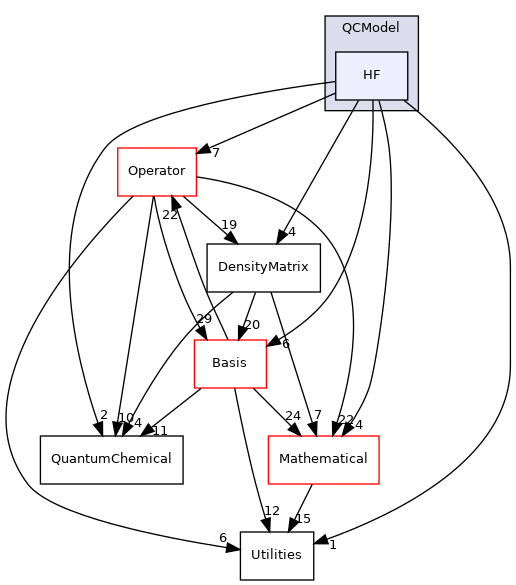 QCModel
HF
7
Operator
22
19
4
DensityMatrix
29
20
6
Basis
2
10
4
11
24
7
22
4
QuantumChemical
Mathematical
12
15
6
1
Utilities